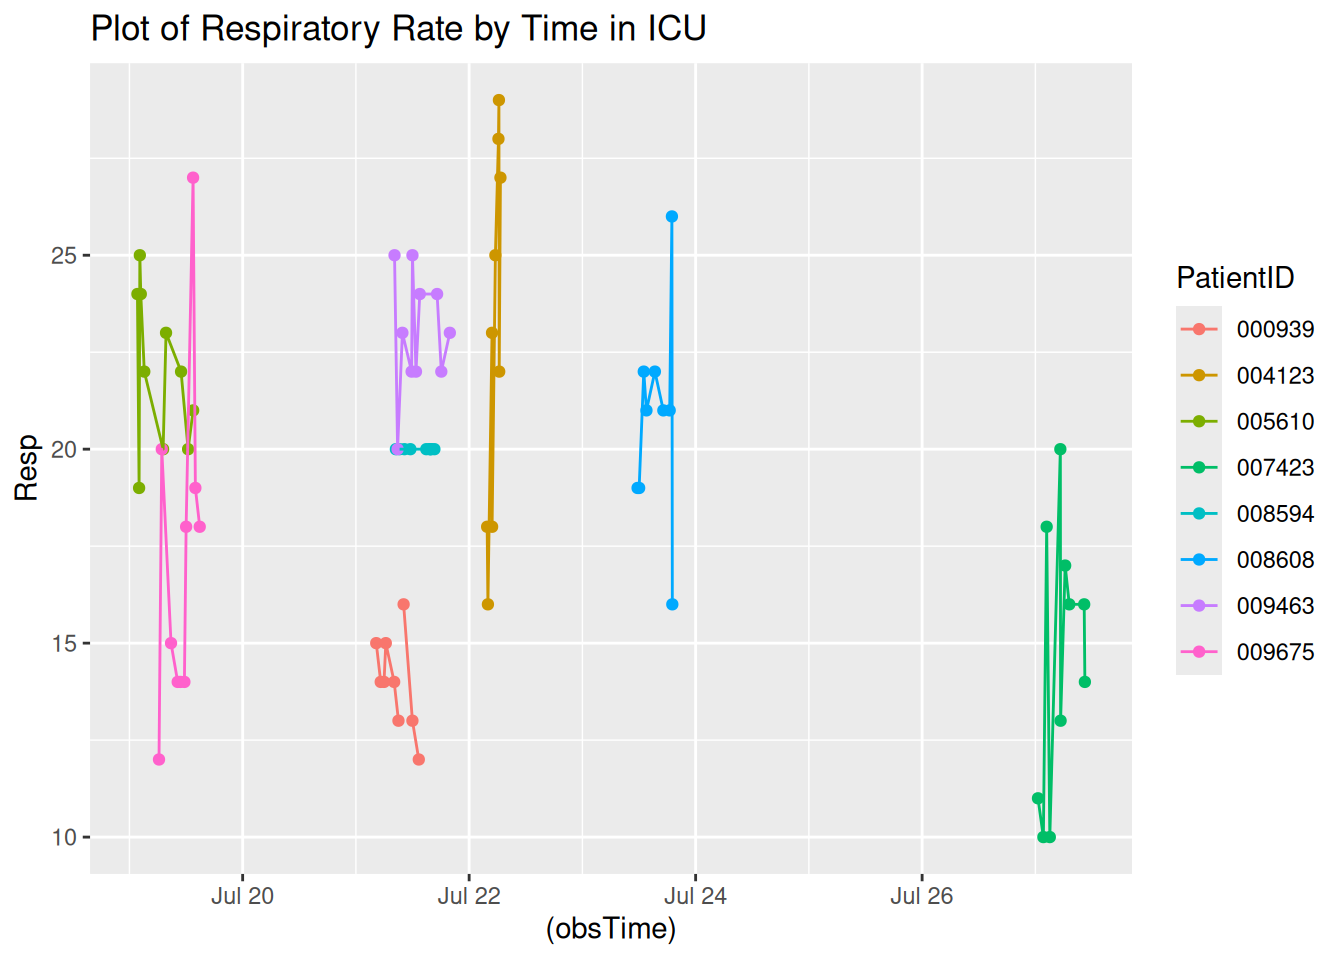 Plot of Respiratory Rate by Time in ICU
Resp
25
20
15
10
Jul 20
Jul 22
Jul 24
Jul 26
(obsTime)
PatientID
000939
004123
005610
007423
008594
008608
009463
009675